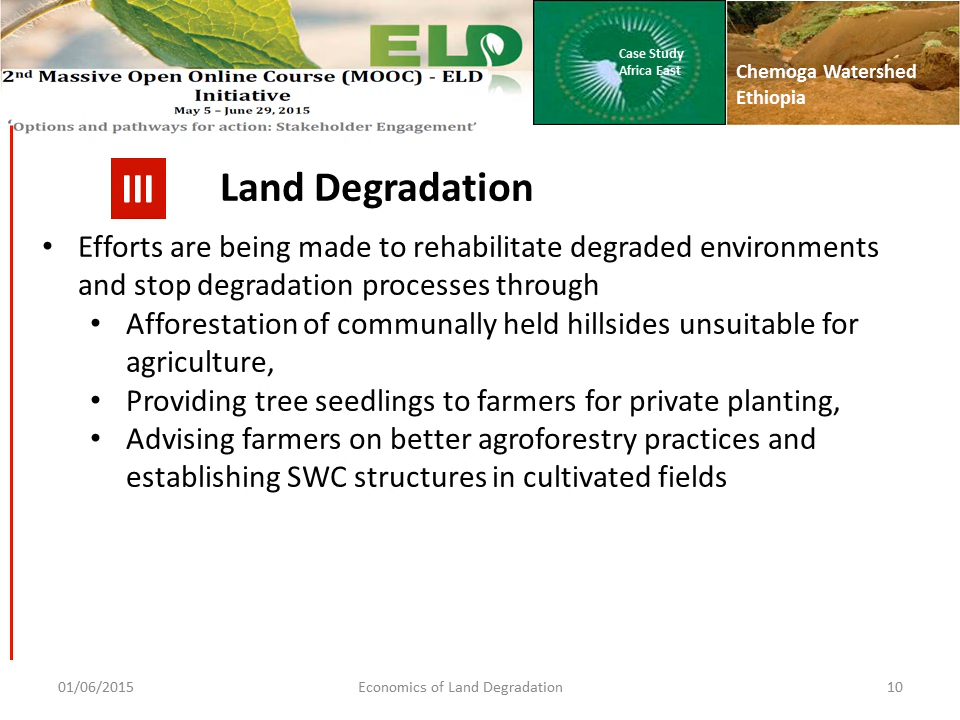 ELD
2nd Massive Open Online Course (MOOC) - ELD
Initiative
May 5 – June 29, 2015
‘Options and pathways for action: Stakeholder Engagement’
Case Study
Africa East
Chemoga Watershed
Ethiopia
III
Land Degradation
• Efforts are being made to rehabilitate degraded environments
and stop degradation processes through
• Afforestation of communally held hillsides unsuitable for
agriculture,
• Providing tree seedlings to farmers for private planting,
• Advising farmers on better agroforestry practices and
establishing SWC structures in cultivated fields
01/06/2015
Economics of Land Degradation
10